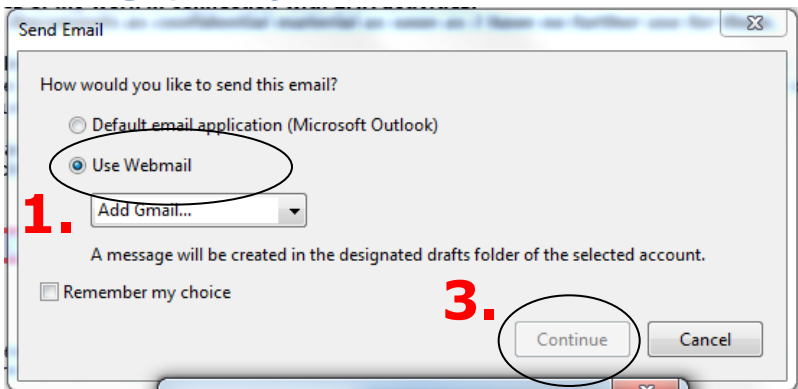 Send Email
How would you like to send this email?
Default email application (Microsoft Outlook)
Use Webmail
1.
Add Gmail...
A message will be created in the designated drafts folder of the selected account.
Remember my choice
3.
Continue
Cancel